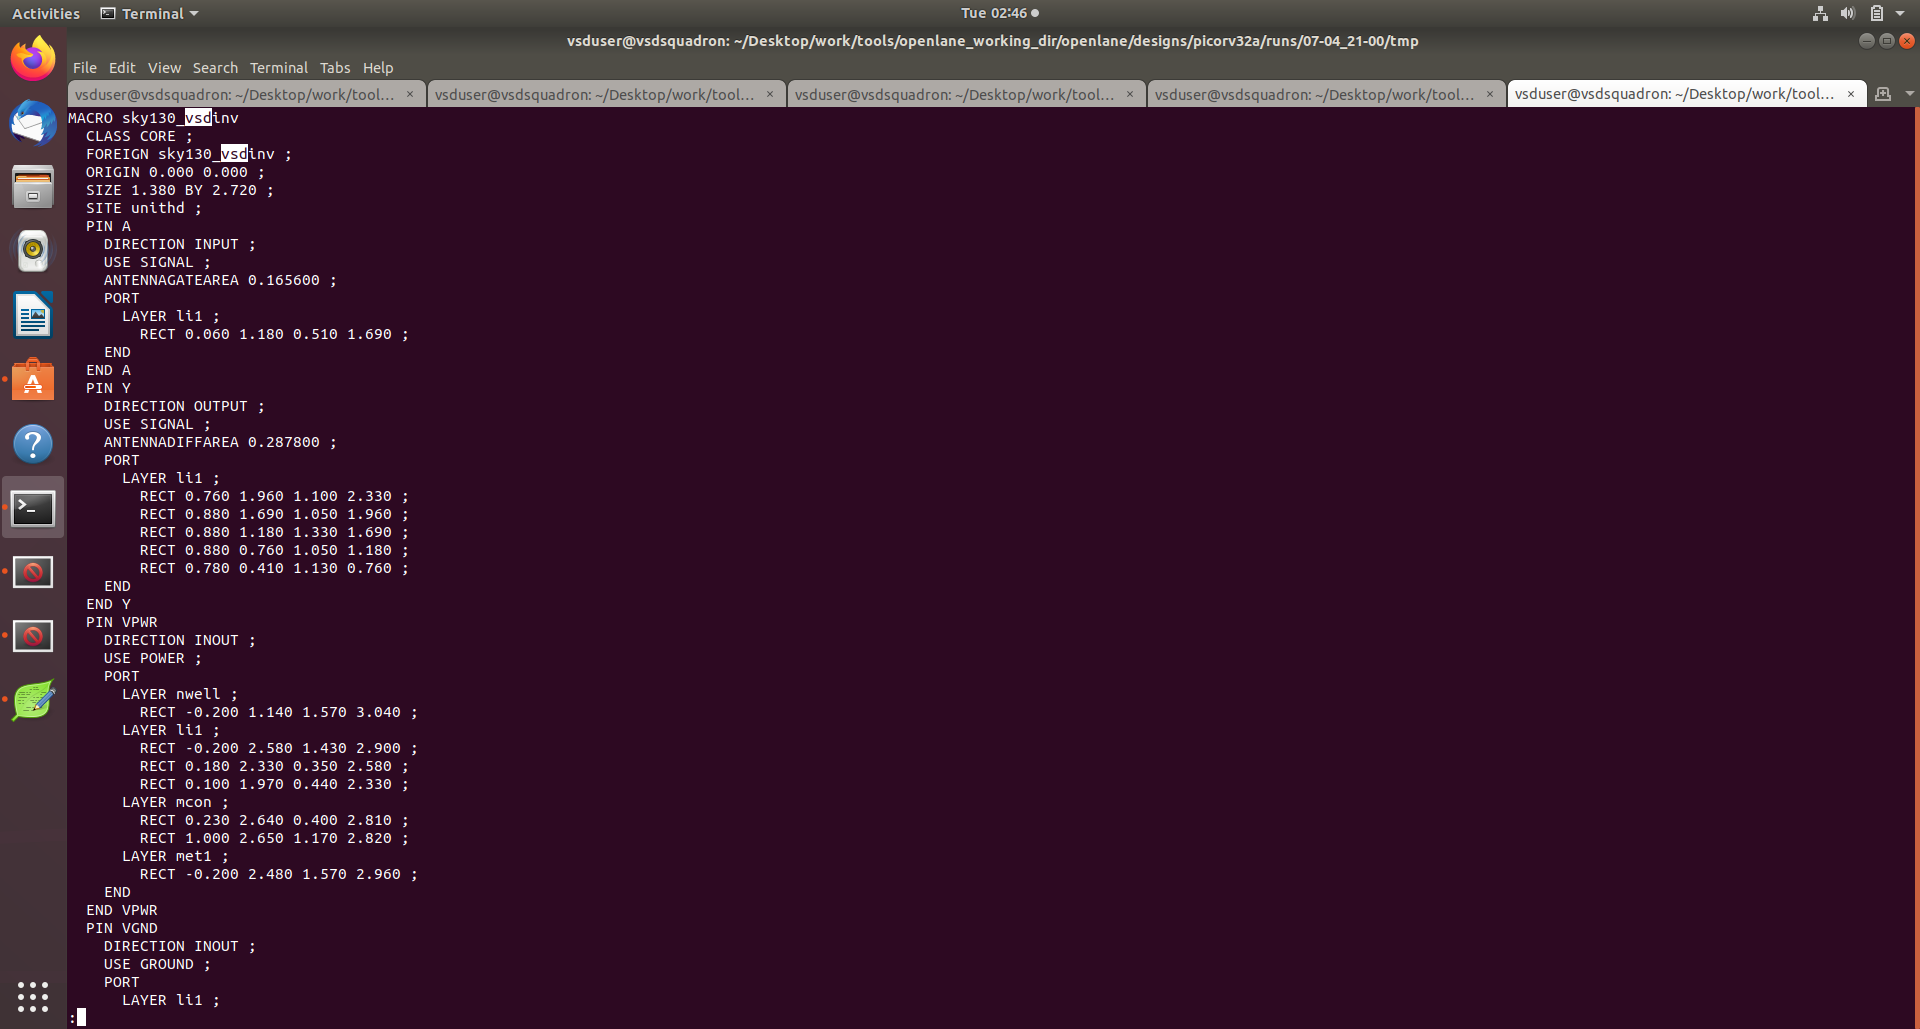 Activities Terminal Tue 02:46
vsduser@vsdsquadron: ~/Desktop/work/tools/openlane_working_dir/openlane/designs/picorv32a/runs/07-04_21-00/tmp
File Edit View Search Terminal Tabs Help
vsduser@vsdsquadron: ~/Desktop/work/tool... × vsduser@vsdsquadron: ~/Desktop/work/tool... × vsduser@vsdsquadron: ~/Desktop/work/tool... × vsduser@vsdsquadron: ~/Desktop/work/tool... × vsduser@vsdsquadron: ~/Desktop/work/tool... ×
MACRO sky130_vsdinv
  CLASS CORE ;
  FOREIGN sky130_vsdinv ;
  ORIGIN 0.000 0.000 ;
  SIZE 1.380 BY 2.720 ;
  SITE unithd ;
  PIN A
    DIRECTION INPUT ;
    USE SIGNAL ;
    ANTENNAGATEAREA 0.165600 ;
    PORT
      LAYER li1 ;
        RECT 0.060 1.180 0.510 1.690 ;
    END
  END A
  PIN Y
    DIRECTION OUTPUT ;
    USE SIGNAL ;
    ANTENNADIFFAREA 0.287800 ;
    PORT
      LAYER li1 ;
        RECT 0.760 1.960 1.100 2.330 ;
        RECT 0.880 1.690 1.050 1.960 ;
        RECT 0.880 1.180 1.330 1.690 ;
        RECT 0.880 0.760 1.050 1.180 ;
        RECT 0.780 0.410 1.130 0.760 ;
    END
  END Y
  PIN VPWR
    DIRECTION INOUT ;
    USE POWER ;
    PORT
      LAYER nwell ;
        RECT -0.200 1.140 1.570 3.040 ;
      LAYER li1 ;
        RECT -0.200 2.580 1.430 2.900 ;
        RECT 0.180 2.330 0.350 2.580 ;
        RECT 0.100 1.970 0.440 2.330 ;
      LAYER mcon ;
        RECT 0.230 2.640 0.400 2.810 ;
        RECT 1.000 2.650 1.170 2.820 ;
      LAYER met1 ;
        RECT -0.200 2.480 1.570 2.960 ;
    END
  END VPWR
  PIN VGND
    DIRECTION INOUT ;
    USE GROUND ;
    PORT
      LAYER li1 ;
: